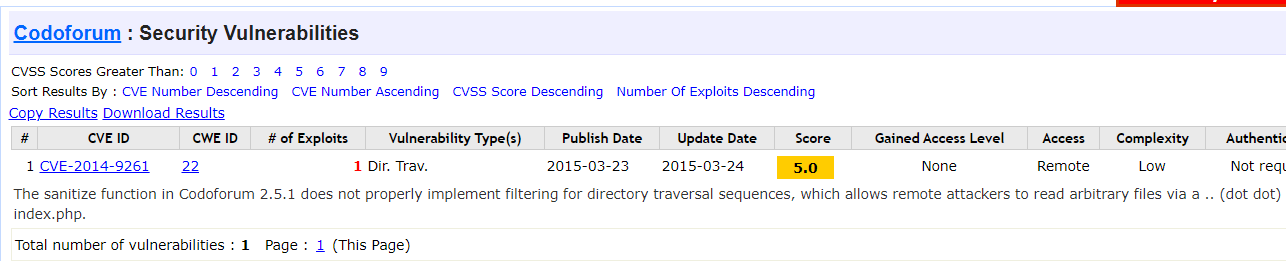 Codoforum : Security Vulnerabilities
CVSS Scores Greater Than: 0 1 2 3 4 5 6 7 8 9
Sort Results By : CVE Number Descending CVE Number Ascending CVSS Score Descending Number Of Exploits Descending
Copy Results Download Results
# CVE ID CWE ID # of Exploits Vulnerability Type(s) Publish Date Update Date Score Gained Access Level Access Complexity Authentic
1 CVE-2014-9261 22 1 Dir. Trav. 2015-03-23 2015-03-24 5.0 None Remote Low Not requ
The sanitize function in Codoforum 2.5.1 does not properly implement filtering for directory traversal sequences, which allows remote attackers to read arbitrary files via a .. (dot dot)
index.php.
Total number of vulnerabilities : 1 Page : 1 (This Page)